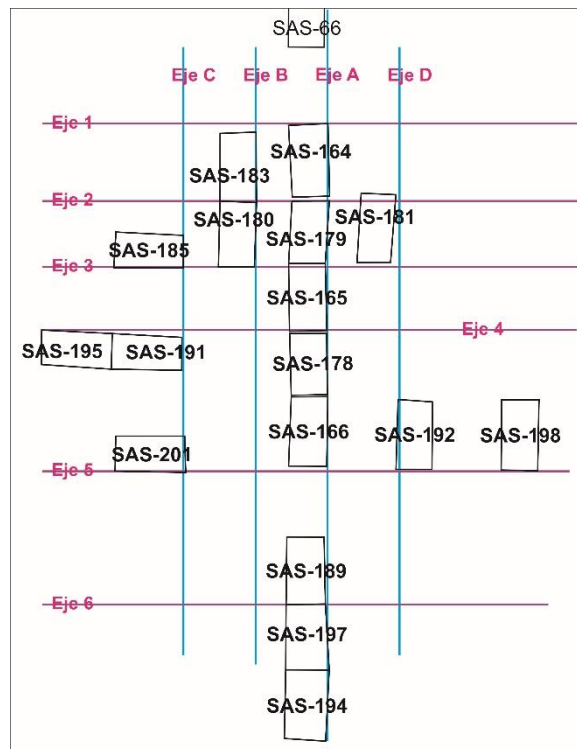 SAS-66
Eje C Eje B Eje A Eje D
Eje 1
SAS-164
SAS-183
Eje 2
SAS-180 SAS-181
SAS-179
SAS-185
Eje 3
SAS-165
Eje 4
SAS-195 SAS-191
SAS-178
SAS-166 SAS-192 SAS-198
SAS-201
Eje 5
SAS-189
Eje 6
SAS-197
SAS-194